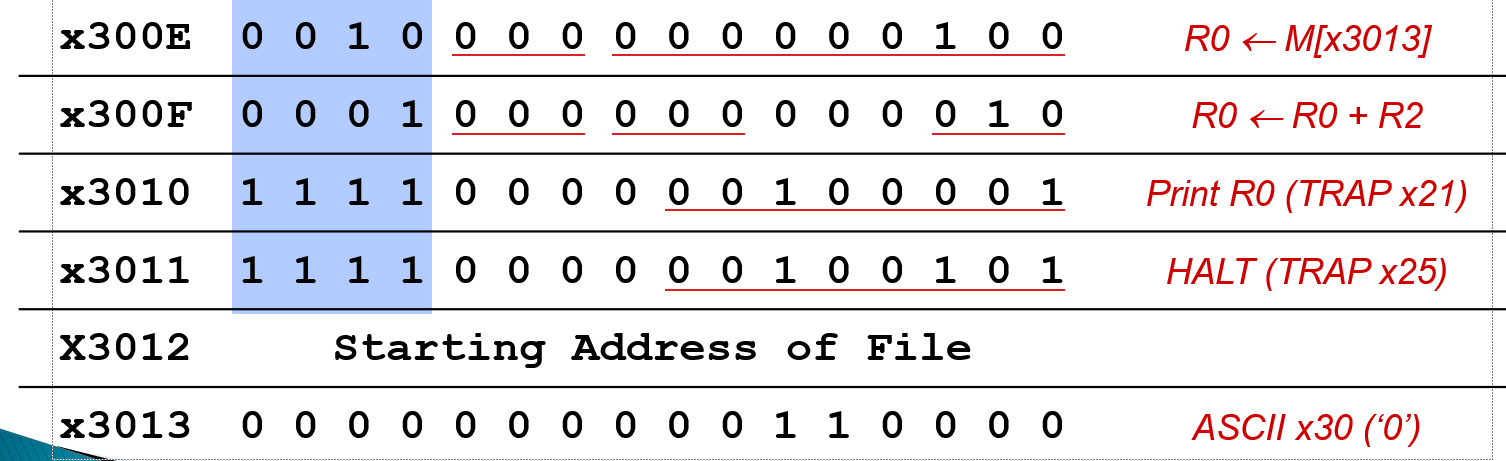 x300E 0 0 1 0 0 0 0 0 0 0 0 0 0 1 0 0 R0 ← M[x3013]
x300F 0 0 0 1 0 0 0 0 0 0 0 0 0 0 1 0 R0 ← R0 + R2
x3010 1 1 1 1 0 0 0 0 0 0 1 0 0 0 0 1 Print R0 (TRAP x21)
x3011 1 1 1 1 0 0 0 0 0 0 1 0 0 1 0 1 HALT (TRAP x25)
X3012 Starting Address of File
x3013 0 0 0 0 0 0 0 0 0 0 1 1 0 0 0 0 ASCII x30 (‘0’)